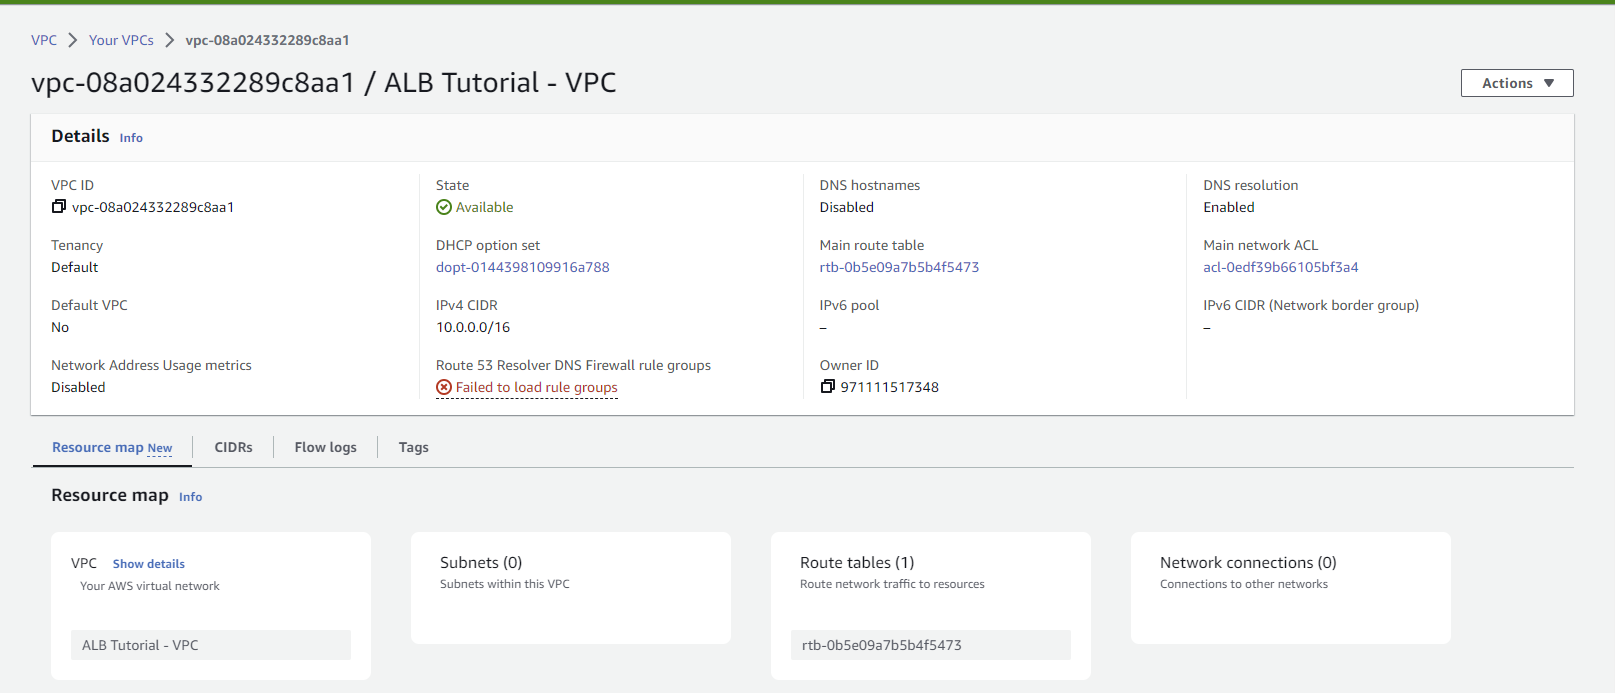 VPC > Your VPCs > vpc-08a024332289c8aa1
vpc-08a024332289c8aa1 / ALB Tutorial - VPC
Actions
Details Info
VPC ID
vpc-08a024332289c8aa1
State
Available
DNS hostnames
Disabled
DNS resolution
Enabled
Tenancy
Default
DHCP option set
dopt-0144398109916a788
Main route table
rtb-0b5e09a7b5b4f5473
Main network ACL
acl-0edf39b66105bf3a4
Default VPC
No
IPv4 CIDR
10.0.0.0/16
IPv6 pool
–
IPv6 CIDR (Network border group)
–
Network Address Usage metrics
Disabled
Route 53 Resolver DNS Firewall rule groups
Failed to load rule groups
Owner ID
971111517348
Resource map New
CIDRs
Flow logs
Tags
Resource map Info
VPC Show details
Your AWS virtual network
ALB Tutorial - VPC
Subnets (0)
Subnets within this VPC
Route tables (1)
Route network traffic to resources
rtb-0b5e09a7b5b4f5473
Network connections (0)
Connections to other networks